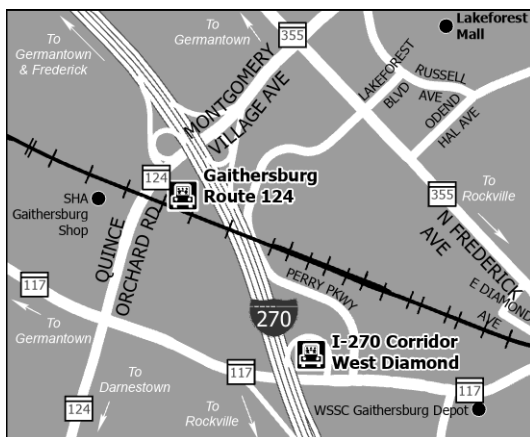 To
Germantown
& Frederick
To
Germantown
355
Lakeforest
Mall
MONTGOMERY
VILLAGE AVE
LAKEFOREST
BLVD
RUSSELL
AVE
ODEND
HAL AVE
124
Gaithersburg
Route 124
SHA
Gaithersburg
Shop
355
To
Rockville
QUINCE
ORCHARD RD
N FREDERICK
AVE
117
PERRY PKWY
E DIAMOND
AVE
To
Germantown
270
I-270 Corridor
West Diamond
117
117
To
Darnestown
124
To
Rockville
WSSC Gaithersburg Depot